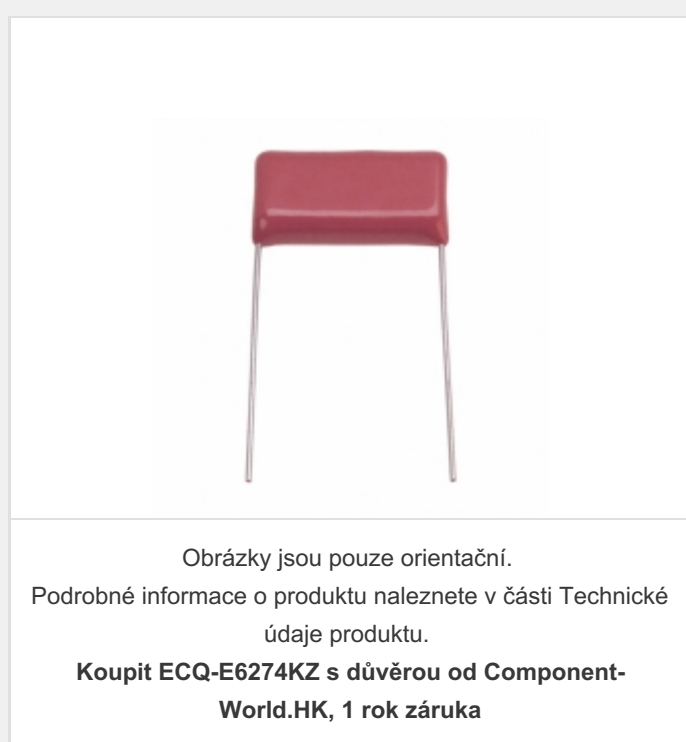 Obrázky jsou pouze orientační.
Podrobné informace o produktu naleznete v části Technické
údaje produktu.
Koupit ECQ-E6274KZ s důvěrou od Component-
World.HK, 1 rok záruka